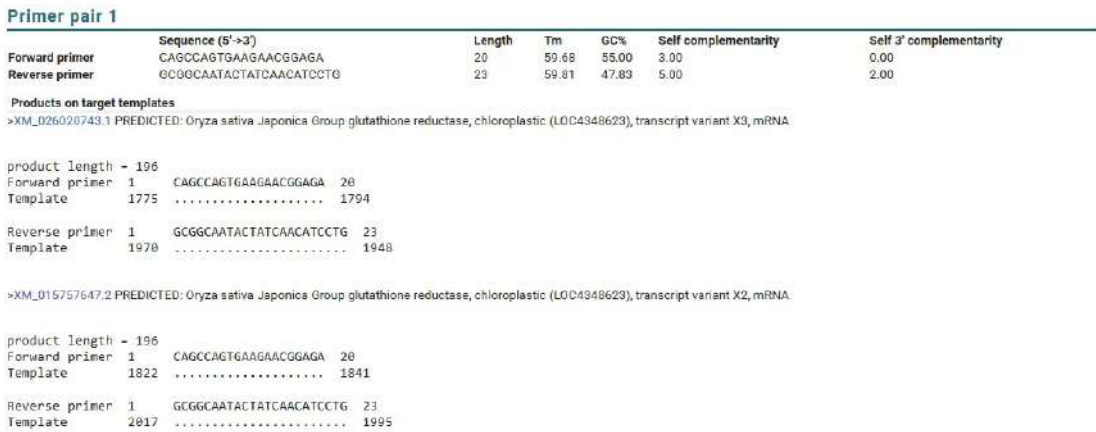 Primer pair 1
Sequence (5'->3') Length Tm GC% Self complementarity Self 3' complementarity
Forward primer CAGCCAGTGAAGAACGGAGA 20 59.68 55.00 3.00 0.00
Reverse primer GCGGCAATACTATCAACATCCTG 23 59.81 47.83 5.00 2.00
Products on target templates
>XM_026020743.1 PREDICTED: Oryza sativa Japonica Group glutathione reductase, chloroplastic (LOC4348623), transcript variant X3, mRNA
product length = 196
Forward primer 1 CAGCCAGTGAAGAACGGAGA 20
Template 1775 .................... 1794
Reverse primer 1 GCGGCAATACTATCAACATCCTG 23
Template 1970 ....................... 1948
>XM_015757647.2 PREDICTED: Oryza sativa Japonica Group glutathione reductase, chloroplastic (LOC4348623), transcript variant X2, mRNA
product length = 196
Forward primer 1 CAGCCAGTGAAGAACGGAGA 20
Template 1822 .................... 1841
Reverse primer 1 GCGGCAATACTATCAACATCCTG 23
Template 2017 ....................... 1995